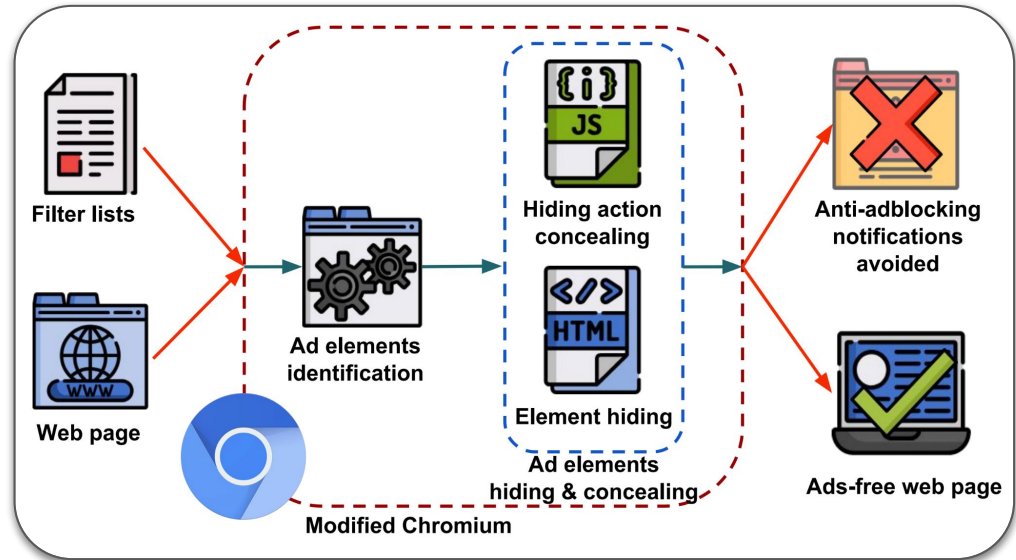 Filter lists
WWW
Web page
Ad elements
identification
{i}
JS
Hiding action
concealing
</>
HTML
Element hiding
Ad elements
hiding & concealing
Modified Chromium
Anti-adblocking
notifications
avoided
Ads-free web page